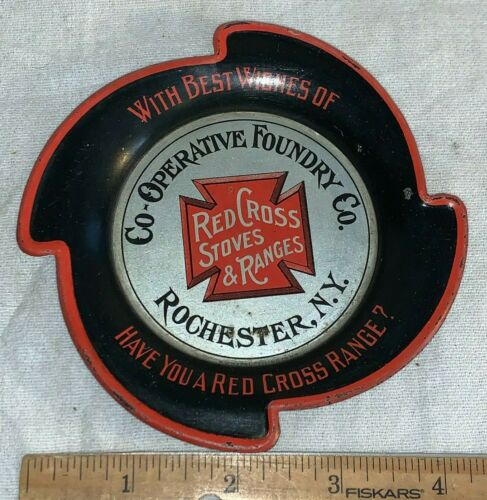 WITH BEST WISHES OF
CO-OPERATIVE FOUNDRY CO.
RED CROSS
STOVES
& RANGES
ROCHESTER, N.Y.
HAVE YOU A RED CROSS RANGE?
1 2 3 4
FISKARS